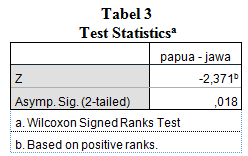 Tabel 3
Test Statisticsᵃ
papua - jawa
Z -2,371ᵇ
Asymp. Sig. (2-tailed) ,018
a. Wilcoxon Signed Ranks Test
b. Based on positive ranks.